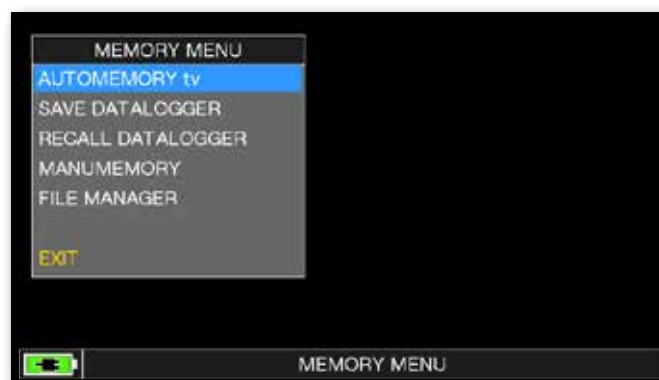 MEMORY MENU
AUTOMEMORY tv
SAVE DATALOGGER
RECALL DATALOGGER
MANUMEMORY
FILE MANAGER
EXIT
MEMORY MENU